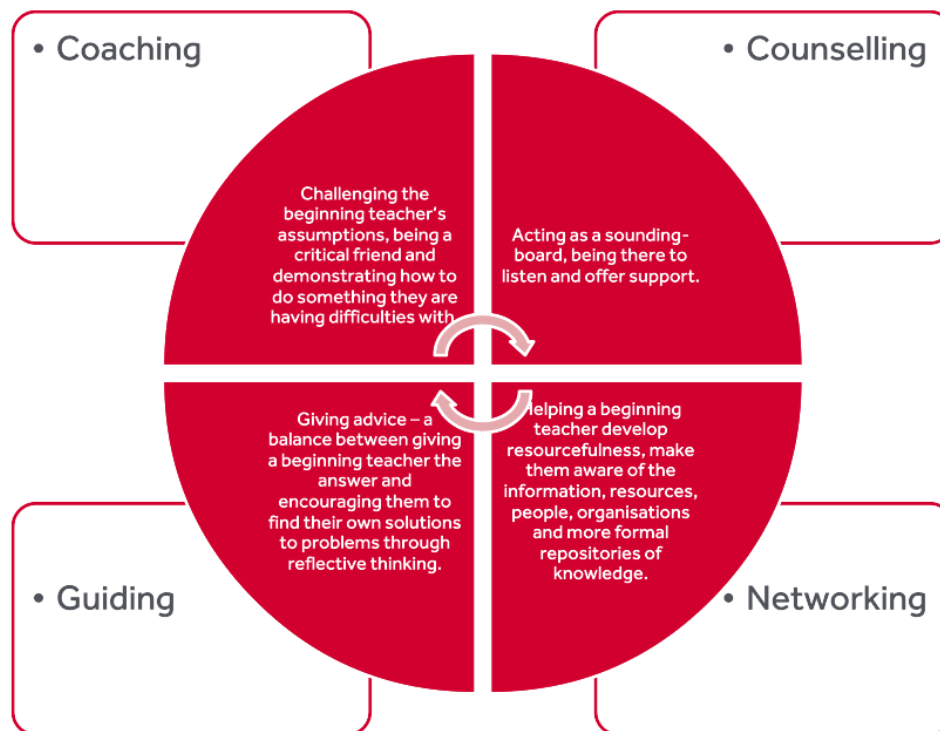 • Coaching
Challenging the
beginning teacher's
assumptions, being a
critical friend and
demonstrating how to
do something they are
having difficulties with.
• Counselling
Acting as a sounding-
board, being there to
listen and offer support.
Giving advice – a
balance between giving
a beginning teacher the
answer and
encouraging them to
find their own solutions
to problems through
reflective thinking.
• Guiding
Helping a beginning
teacher develop
resourcefulness, make
them aware of the
information, resources,
people, organisations
and more formal
repositories of
knowledge.
• Networking